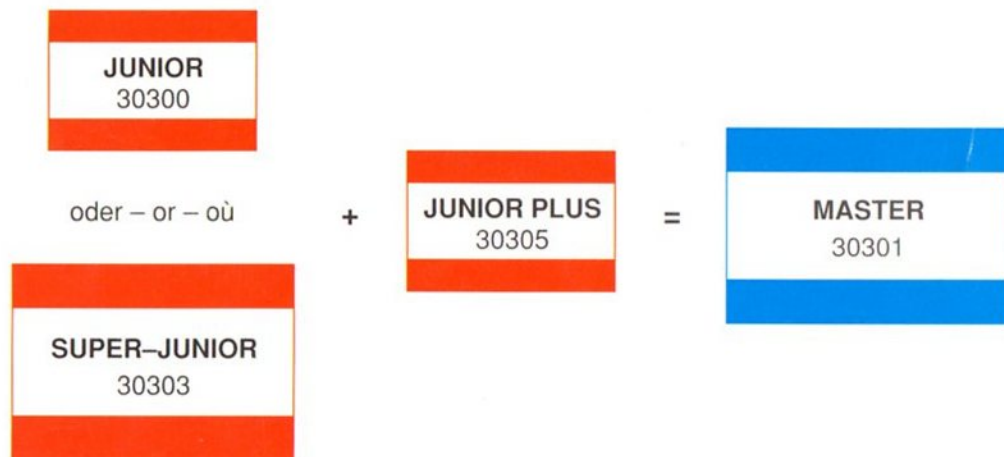 JUNIOR
30300
oder – or – où
SUPER–JUNIOR
30303
+
JUNIOR PLUS
30305
=
MASTER
30301